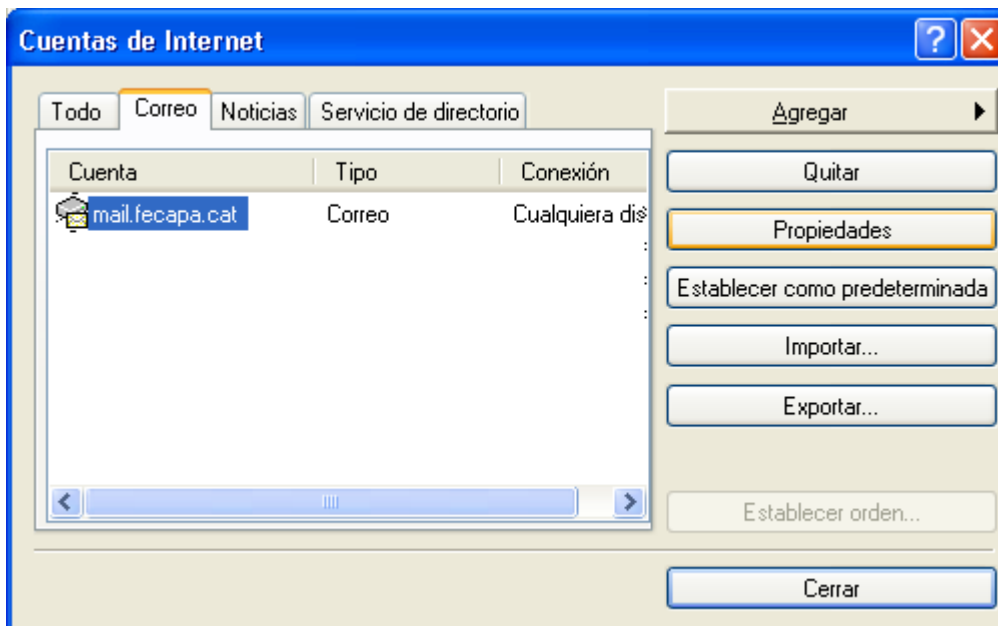 Cuentas de Internet
Todo
Correo
Noticias
Servicio de directorio
Agregar
Cuenta
Tipo
Conexión
Quitar
mail.fecapa.cat
Correo
Cualquiera dis
Propiedades
Establecer como predeterminada
Importar...
Exportar...
Establecer orden...
Cerrar